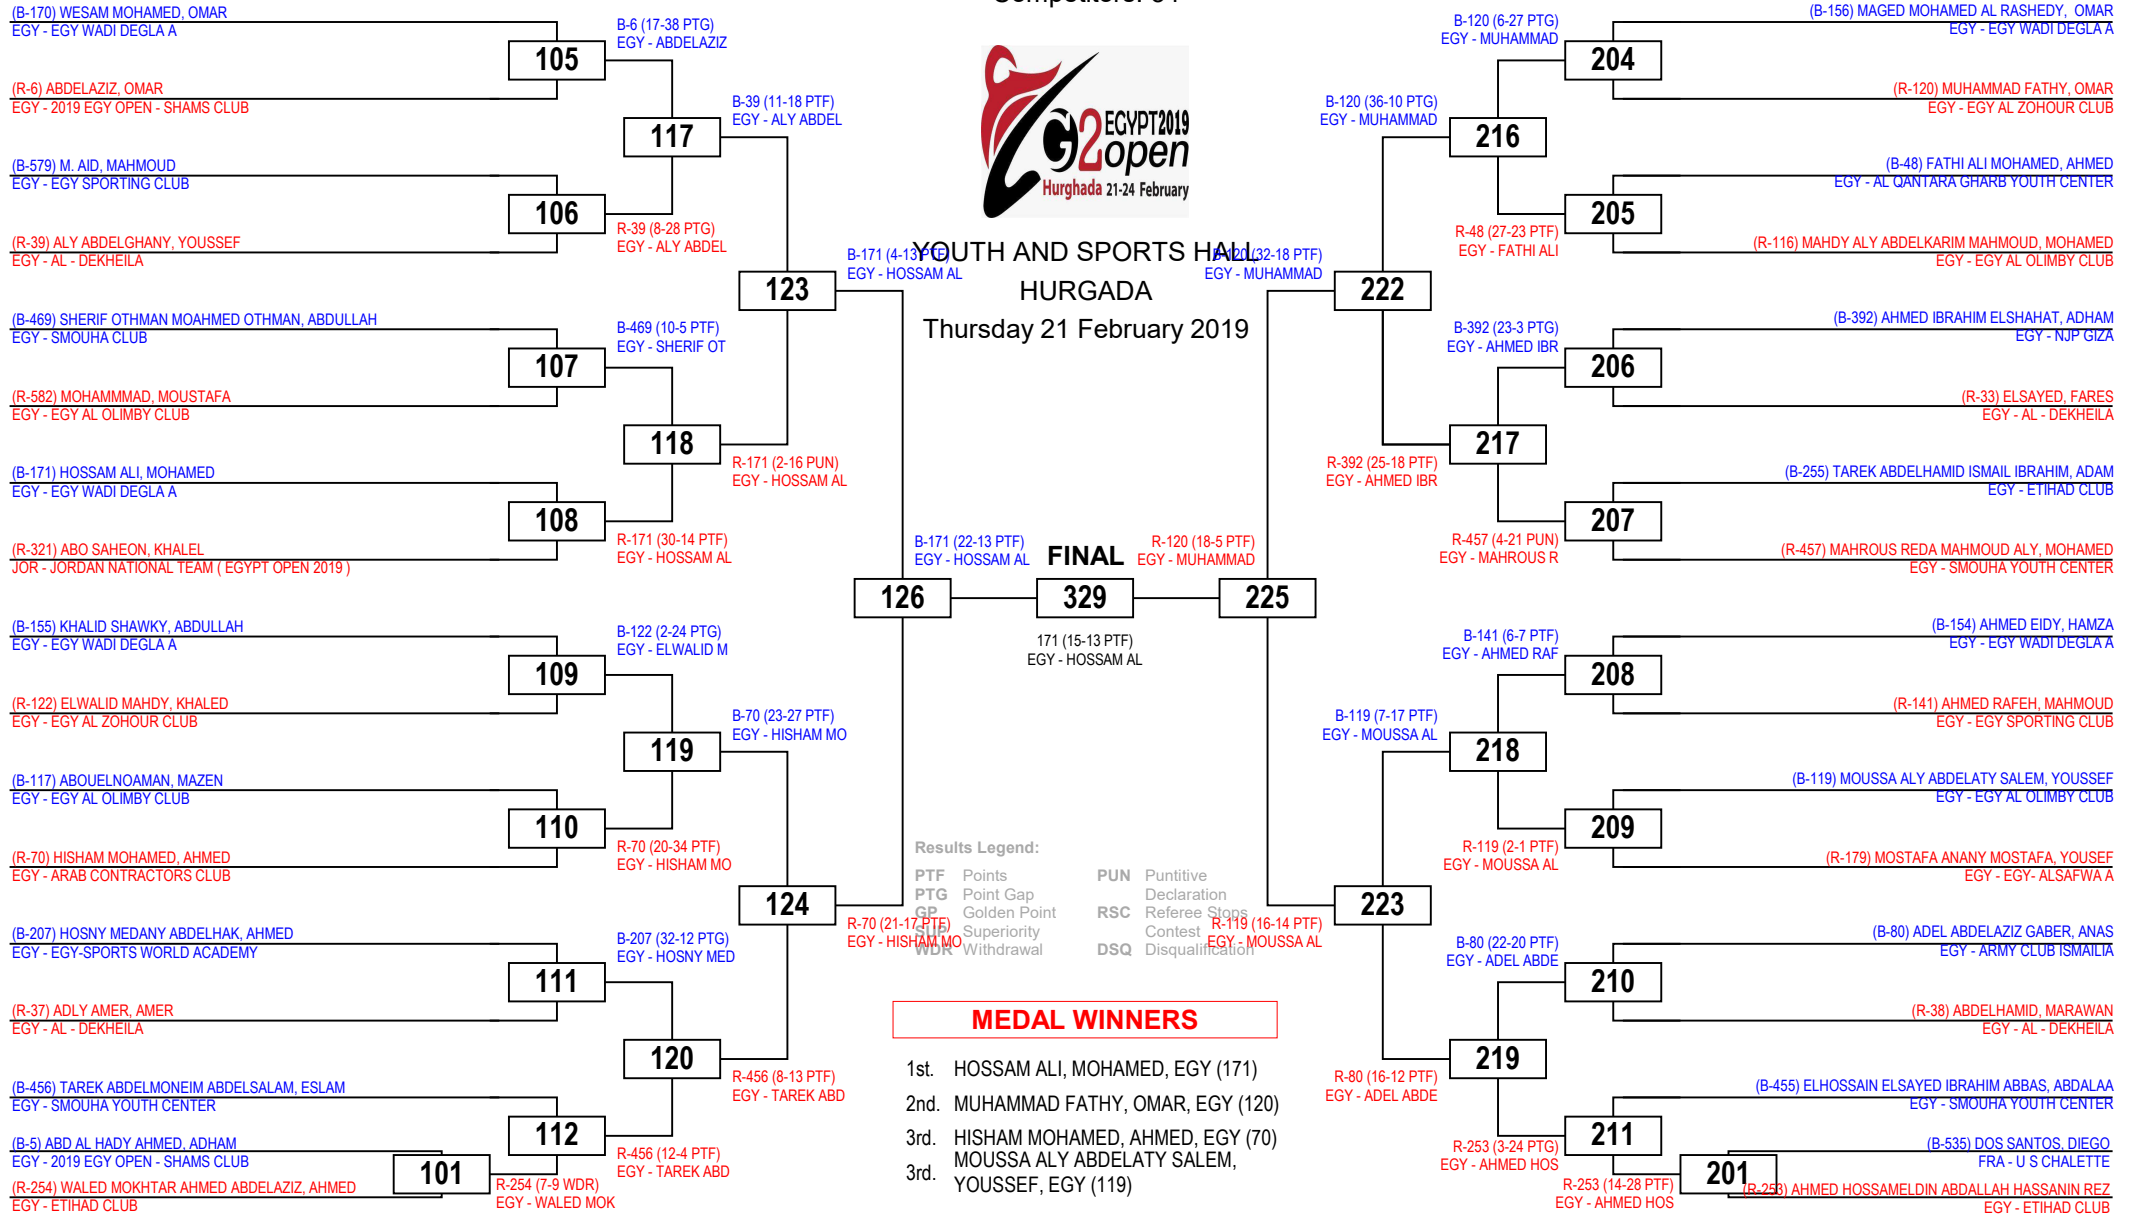 (B-170) WESAM MOHAMED, OMAR
EGY - EGY WADI DEGLA A
105
(R-6) ABDELAZIZ, OMAR
EGY - 2019 EGY OPEN - SHAMS CLUB
B-6 (17-38 PTG)
EGY - ABDELAZIZ
117
(B-579) M. AID, MAHMOUD
EGY - EGY SPORTING CLUB
106
(R-39) ALY ABDELGHANY, YOUSSEF
EGY - AL - DEKHEILA
R-39 (8-28 PTG)
EGY - ALY ABDEL
B-39 (11-18 PTF)
EGY - ALY ABDEL
123
(B-469) SHERIF OTHMAN MOAHMED OTHMAN, ABDULLAH
EGY - SMOUHA CLUB
107
(R-582) MOHAMMMAD, MOUSTAFA
EGY - EGY AL OLIMBY CLUB
B-469 (10-5 PTF)
EGY - SHERIF OT
118
(B-171) HOSSAM ALI, MOHAMED
EGY - EGY WADI DEGLA A
108
(R-321) ABO SAHEON, KHALEL
JOR - JORDAN NATIONAL TEAM ( EGYPT OPEN 2019 )
R-171 (30-14 PTF)
EGY - HOSSAM AL
R-171 (2-16 PUN)
EGY - HOSSAM AL
B-171 (4-13 PTF)
EGY - HOSSAM AL
126
(B-155) KHALID SHAWKY, ABDULLAH
EGY - EGY WADI DEGLA A
109
(R-122) ELWALID MAHDY, KHALED
EGY - EGY AL ZOHOUR CLUB
B-122 (2-24 PTG)
EGY - ELWALID M
119
(B-117) ABOUELNOAMAN, MAZEN
EGY - EGY AL OLIMBY CLUB
110
(R-70) HISHAM MOHAMED, AHMED
EGY - ARAB CONTRACTORS CLUB
R-70 (20-34 PTF)
EGY - HISHAM MO
B-70 (23-27 PTF)
EGY - HISHAM MO
124
(B-207) HOSNY MEDANY ABDELHAK, AHMED
EGY - EGY-SPORTS WORLD ACADEMY
111
(R-37) ADLY AMER, AMER
EGY - AL - DEKHEILA
B-207 (32-12 PTG)
EGY - HOSNY MED
120
(B-456) TAREK ABDELMONEIM ABDELSALAM, ESLAM
EGY - SMOUHA YOUTH CENTER
112
(B-5) ABD AL HADY AHMED, ADHAM
EGY - 2019 EGY OPEN - SHAMS CLUB
101
(R-254) WALED MOKHTAR AHMED ABDELAZIZ, AHMED
EGY - ETIHAD CLUB
R-254 (7-9 WDR)
EGY - WALED MOK
R-456 (12-4 PTF)
EGY - TAREK ABD
R-456 (8-13 PTF)
EGY - TAREK ABD
R-70 (21-17 PTF)
EGY - HISHAM MO
EGYPT2019
G2 open
Hurghada 21-24 February
YOUTH AND SPORTS HALL
HURGADA
Thursday 21 February 2019
B-171 (22-13 PTF)
EGY - HOSSAM AL
FINAL
R-120 (18-5 PTF)
EGY - MUHAMMAD
329
171 (15-13 PTF)
EGY - HOSSAM AL
Results Legend:
PTF Points
PTG Point Gap
GP Golden Point
SUP Superiority
WDR Withdrawal
PUN Puntitive
Declaration
RSC Referee Stops
Contest
DSQ Disqualification
MEDAL WINNERS
1st. HOSSAM ALI, MOHAMED, EGY (171)
2nd. MUHAMMAD FATHY, OMAR, EGY (120)
3rd. HISHAM MOHAMED, AHMED, EGY (70)
3rd. MOUSSA ALY ABDELATY SALEM,
YOUSSEF, EGY (119)
(B-156) MAGED MOHAMED AL RASHEDY, OMAR
EGY - EGY WADI DEGLA A
204
(R-120) MUHAMMAD FATHY, OMAR
EGY - EGY AL ZOHOUR CLUB
B-120 (6-27 PTG)
EGY - MUHAMMAD
216
(B-48) FATHI ALI MOHAMED, AHMED
EGY - AL QANTARA GHARB YOUTH CENTER
205
(R-116) MAHDY ALY ABDELKARIM MAHMOUD, MOHAMED
EGY - EGY AL OLIMBY CLUB
R-48 (27-23 PTF)
EGY - FATHI ALI
B-120 (36-10 PTG)
EGY - MUHAMMAD
222
(B-392) AHMED IBRAHIM ELSHAHAT, ADHAM
EGY - NJP GIZA
206
(R-33) ELSAYED, FARES
EGY - AL - DEKHEILA
B-392 (23-3 PTG)
EGY - AHMED IBR
217
(B-255) TAREK ABDELHAMID ISMAIL IBRAHIM, ADAM
EGY - ETIHAD CLUB
207
(R-457) MAHROUS REDA MAHMOUD ALY, MOHAMED
EGY - SMOUHA YOUTH CENTER
R-457 (4-21 PUN)
EGY - MAHROUS R
R-392 (25-18 PTF)
EGY - AHMED IBR
B-120 (32-18 PTF)
EGY - MUHAMMAD
225
(B-154) AHMED EIDY, HAMZA
EGY - EGY WADI DEGLA A
208
(R-141) AHMED RAFEH, MAHMOUD
EGY - EGY SPORTING CLUB
B-141 (6-7 PTF)
EGY - AHMED RAF
218
(B-119) MOUSSA ALY ABDELATY SALEM, YOUSSEF
EGY - EGY AL OLIMBY CLUB
209
(R-179) MOSTAFA ANANY MOSTAFA, YOUSEF
EGY - EGY- ALSAFWA A
R-119 (2-1 PTF)
EGY - MOUSSA AL
B-119 (7-17 PTF)
EGY - MOUSSA AL
223
(B-80) ADEL ABDELAZIZ GABER, ANAS
EGY - ARMY CLUB ISMAILIA
210
(R-38) ABDELHAMID, MARAWAN
EGY - AL - DEKHEILA
B-80 (22-20 PTF)
EGY - ADEL ABDE
219
(B-455) ELHOSSAIN ELSAYED IBRAHIM ABBAS, ABDALAA
EGY - SMOUHA YOUTH CENTER
211
(B-535) DOS SANTOS, DIEGO
FRA - U S CHALETTE
201
(R-253) AHMED HOSSAMELDIN ABDALLAH HASSANIN REZ
EGY - ETIHAD CLUB
R-253 (14-28 PTF)
EGY - AHMED HOS
R-253 (3-24 PTG)
EGY - AHMED HOS
R-80 (16-12 PTF)
EGY - ADEL ABDE
R-119 (16-14 PTF)
EGY - MOUSSA AL